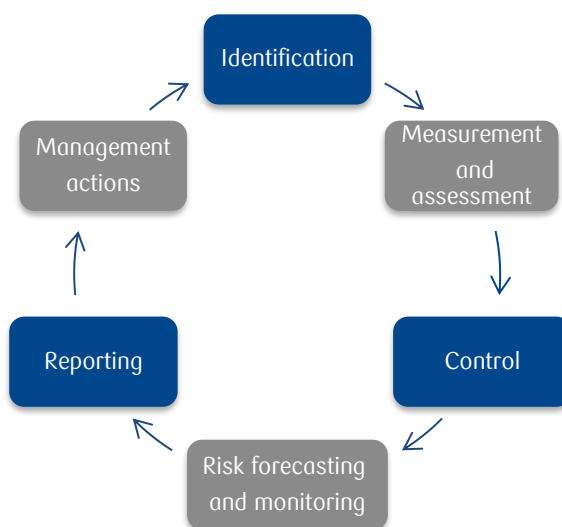 Identification
Management
actions
Measurement
and
assessment
Reporting
Control
Risk forecasting
and monitoring